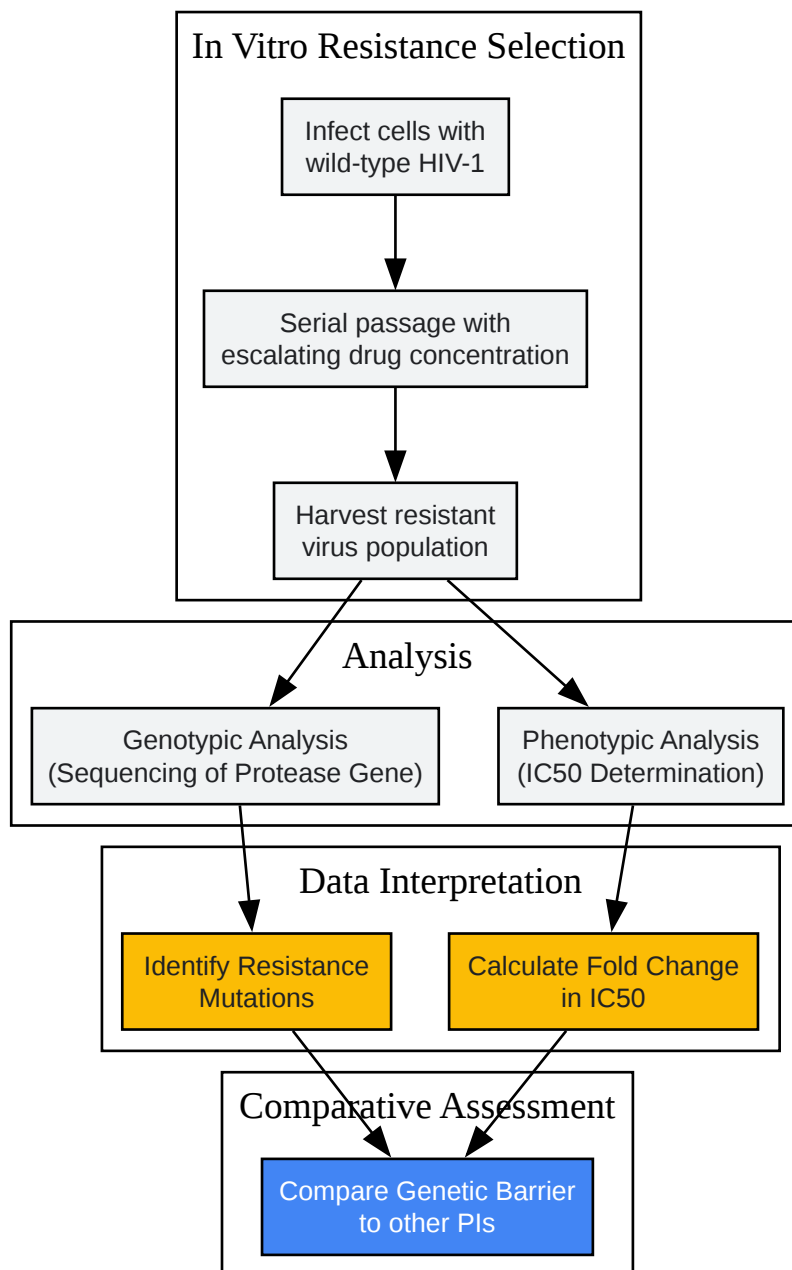 In Vitro Resistance Selection
Infect cells with
wild-type HIV-1
Serial passage with
escalating drug concentration
Harvest resistant
virus population
Analysis
Genotypic Analysis
(Sequencing of Protease Gene)
Phenotypic Analysis
(IC50 Determination)
Data Interpretation
Identify Resistance
Mutations
Calculate Fold Change
in IC50
Comparative Assessment
Compare Genetic Barrier
to other PIs